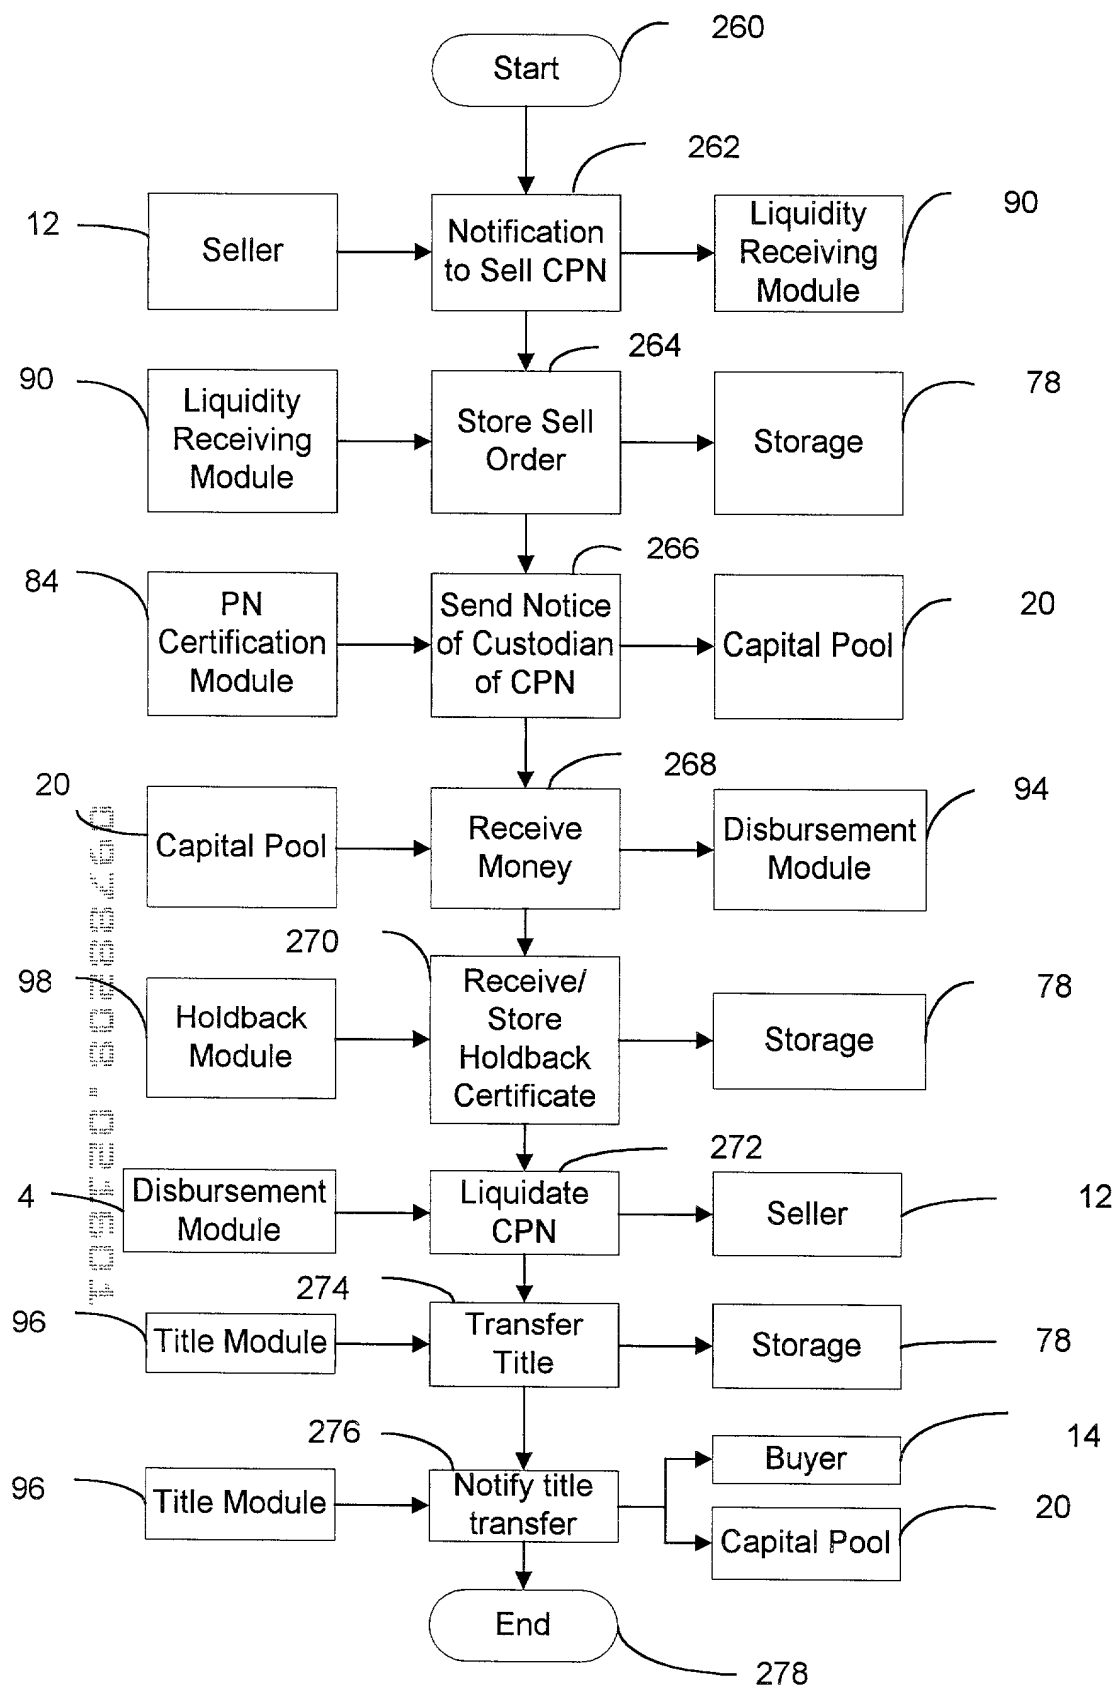 260
Start
262
12
Seller
Notification
to Sell CPN
Liquidity
Receiving
Module
90
264
90
Liquidity
Receiving
Module
Store Sell
Order
Storage
78
266
84
PN
Certification
Module
Send Notice
of Custodian
of CPN
Capital Pool
20
268
20
Capital Pool
Receive
Money
Disbursement
Module
94
270
98
Holdback
Module
Receive/
Store
Holdback
Certificate
Storage
78
272
4
Disbursement
Module
Liquidate
CPN
Seller
12
274
96
Title Module
Transfer
Title
Storage
78
276
96
Title Module
Notify title
transfer
Buyer
14
Capital Pool
20
End
278